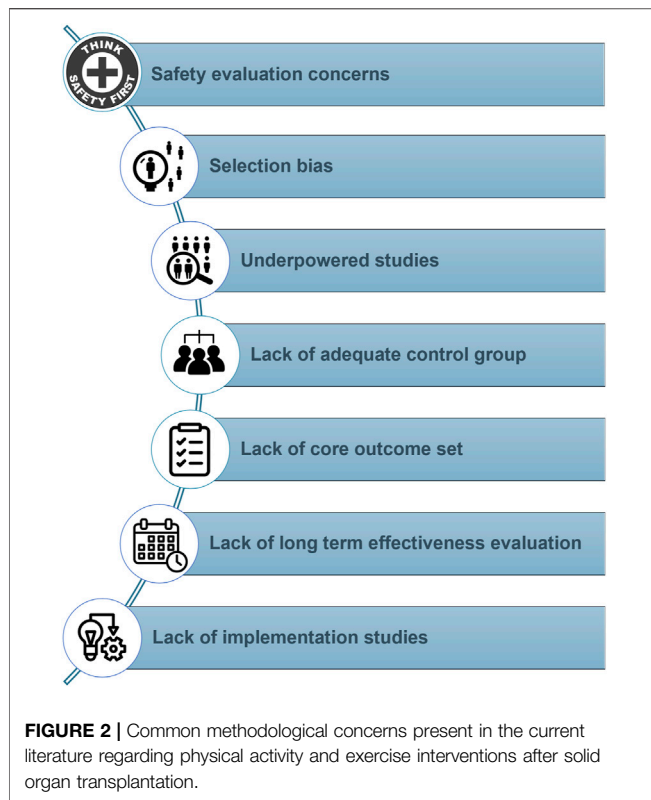 THINK
SAFETY FIRST
Safety evaluation concerns
Selection bias
Underpowered studies
Lack of adequate control group
Lack of core outcome set
Lack of long term effectiveness evaluation
Lack of implementation studies
FIGURE 2 | Common methodological concerns present in the current
literature regarding physical activity and exercise interventions after solid
organ transplantation.